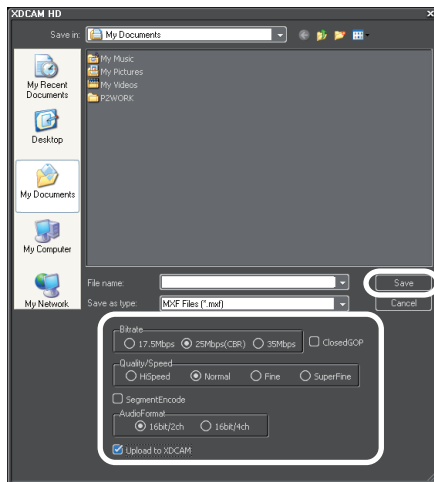 XDCAM HD
Save in: My Documents
My Recent Documents
Desktop
My Documents
My Computer
My Network
My Music
My Pictures
My Videos
P2WORK
File name: Save
Save as type: MXF Files (*.mxf) Cancel
Bitrate
17.5Mbps 25Mbps(CBR) 35Mbps ClosedGOP
Quality/Speed
HiSpeed Normal Fine SuperFine
SegmentEncode
AudioFormat
16bit/2ch 16bit/4ch
Upload to XDCAM